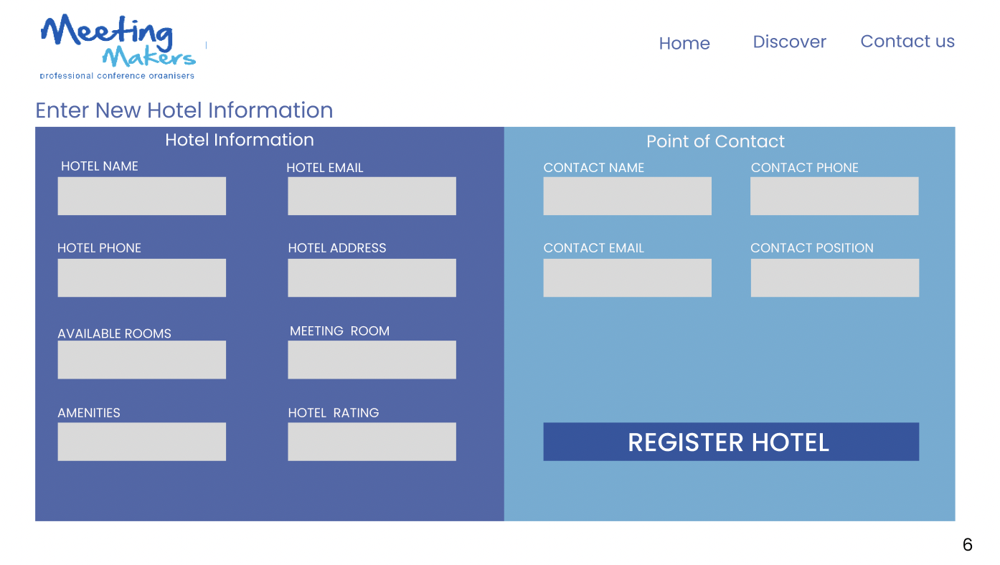 Meeting
Makers
professional conference organisers
Home
Discover
Contact us
Enter New Hotel Information
Hotel Information
HOTEL NAME
HOTEL EMAIL
HOTEL PHONE
HOTEL ADDRESS
AVAILABLE ROOMS
MEETING ROOM
AMENITIES
HOTEL RATING
Point of Contact
CONTACT NAME
CONTACT PHONE
CONTACT EMAIL
CONTACT POSITION
REGISTER HOTEL
6